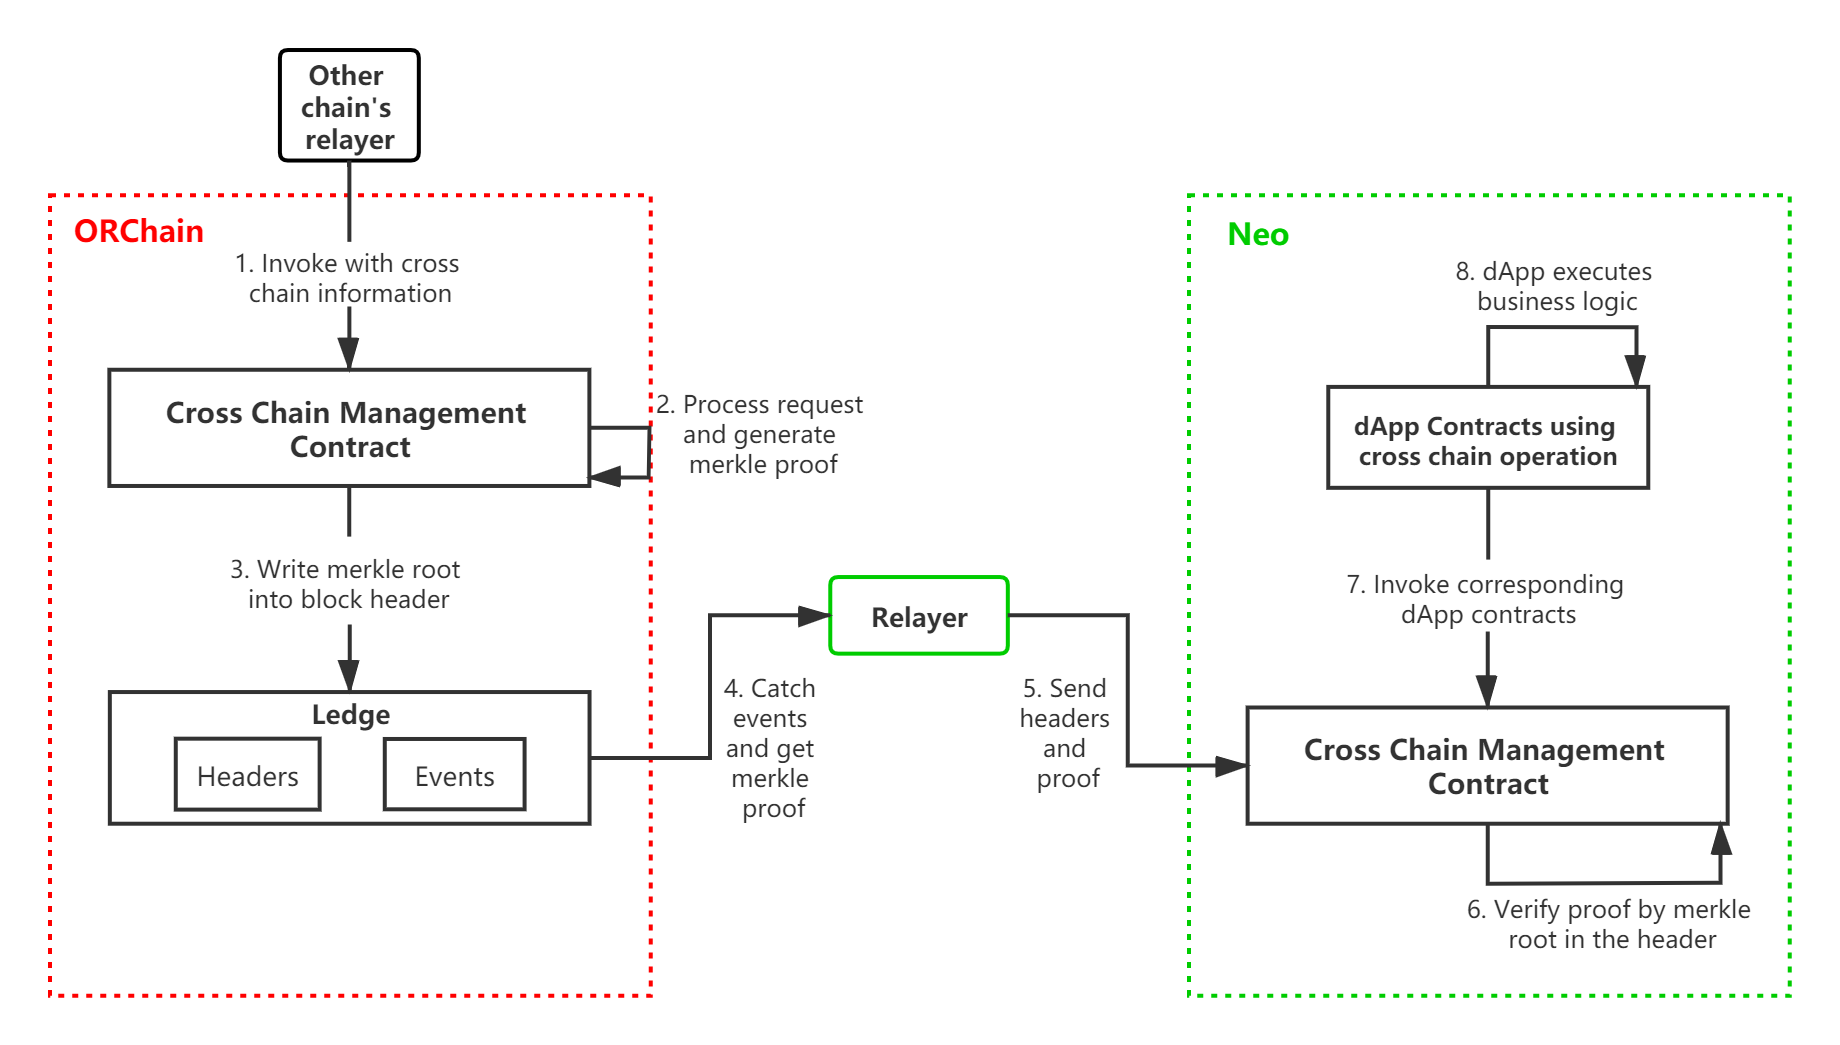 Other
chain's
relayer
ORChain
1. Invoke with cross
chain information
Cross Chain Management
Contract
2. Process request
and generate
merkle proof
3. Write merkle root
into block header
Ledge
Headers
Events
4. Catch
events
and get
merkle
proof
Relayer
5. Send
headers
and
proof
Neo
8. dApp executes
business logic
dApp Contracts using
cross chain operation
7. Invoke corresponding
dApp contracts
Cross Chain Management
Contract
6. Verify proof by merkle
root in the header